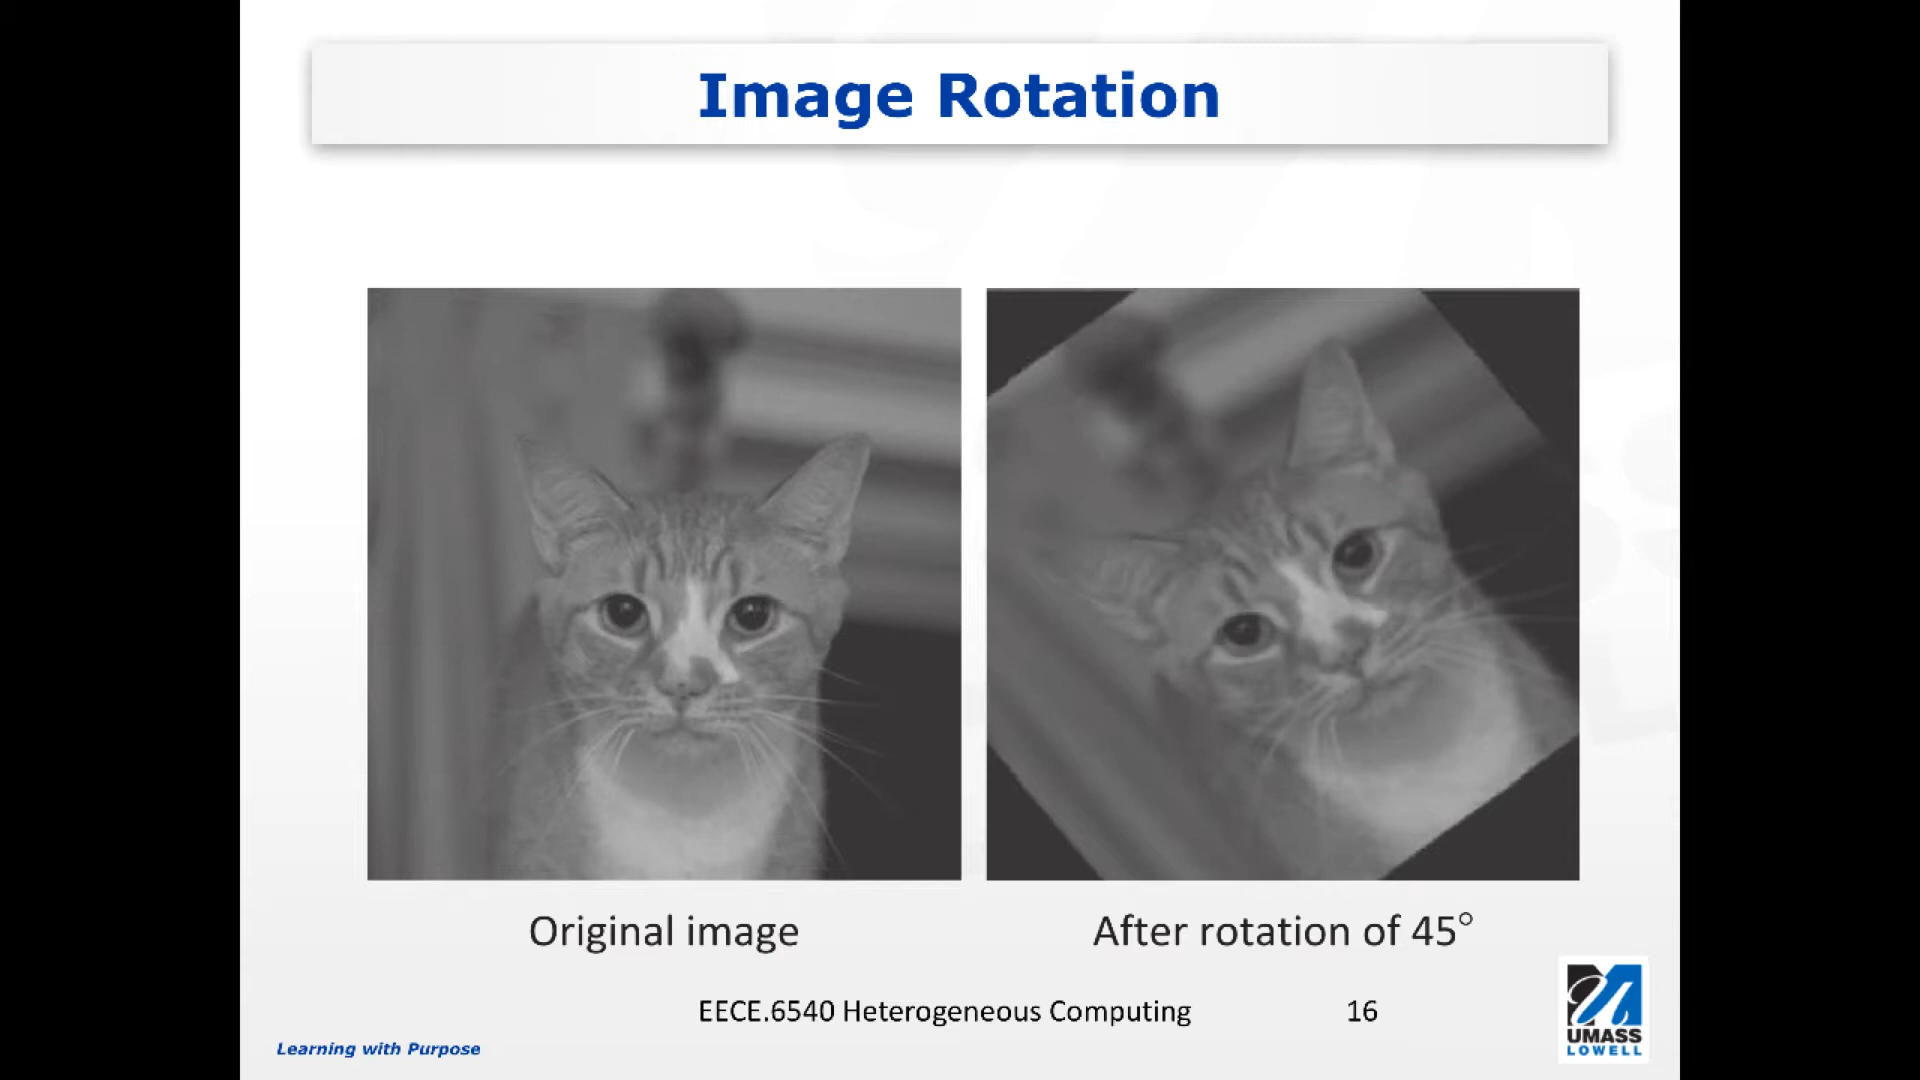 Image Rotation
Original image
After rotation of 45°
EECE.6540 Heterogeneous Computing
16
Learning with Purpose
UMASS
LOWELL